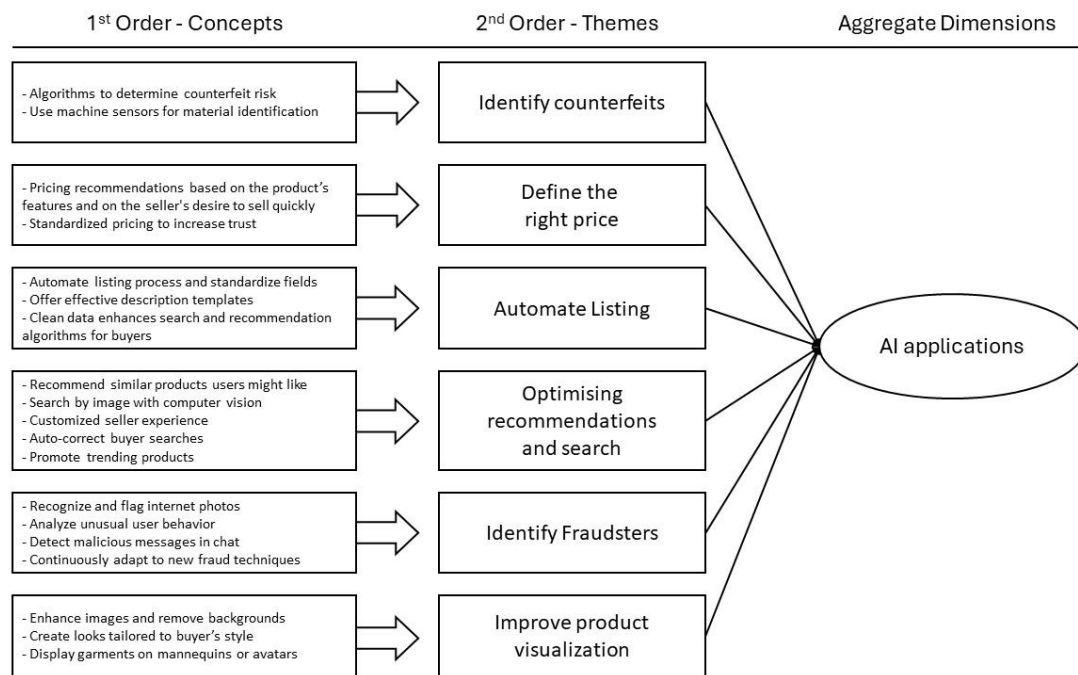 1st Order - Concepts
2nd Order - Themes
Aggregate Dimensions
- Algorithms to determine counterfeit risk
- Use machine sensors for material identification
Identify counterfeits
- Pricing recommendations based on the product’s
features and on the seller's desire to sell quickly
- Standardized pricing to increase trust
Define the
right price
- Automate listing process and standardize fields
- Offer effective description templates
- Clean data enhances search and recommendation
algorithms for buyers
Automate Listing
AI applications
- Recommend similar products users might like
- Search by image with computer vision
- Customized seller experience
- Auto-correct buyer searches
- Promote trending products
Optimising
recommendations
and search
- Recognize and flag internet photos
- Analyze unusual user behavior
- Detect malicious messages in chat
- Continuously adapt to new fraud techniques
Identify Fraudsters
- Enhance images and remove backgrounds
- Create looks tailored to buyer’s style
- Display garments on mannequins or avatars
Improve product
visualization